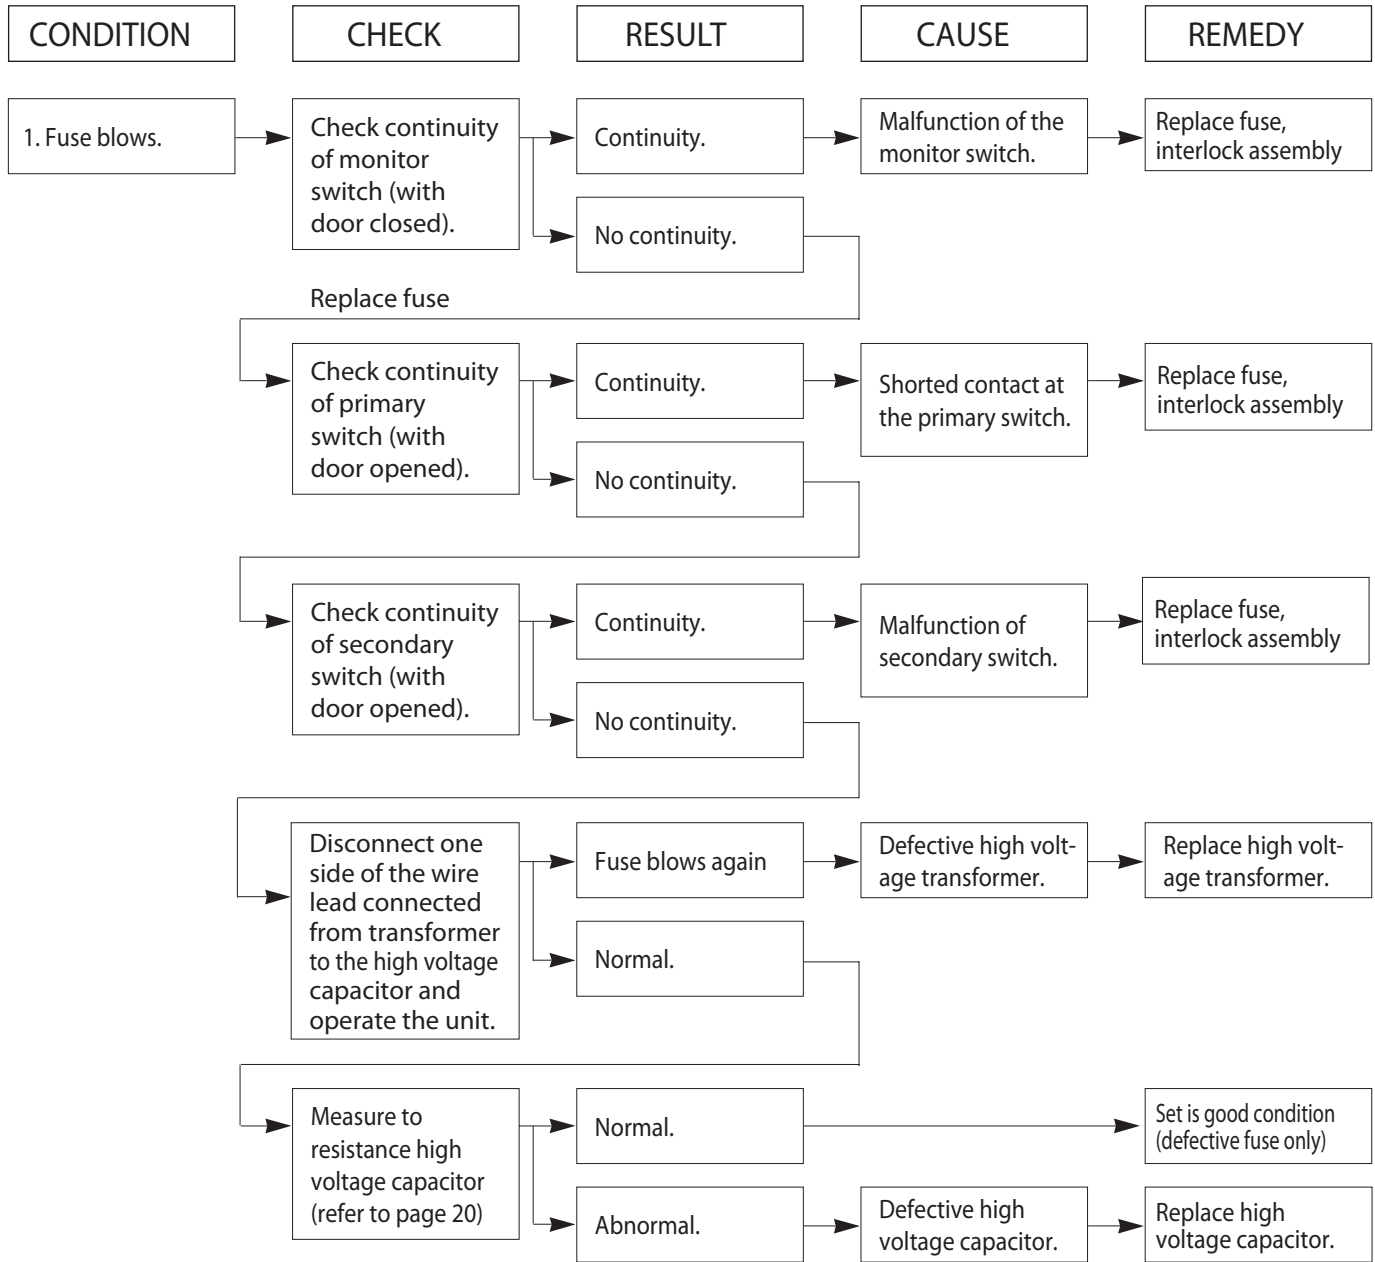 CONDITION
CHECK
RESULT
CAUSE
REMEDY
1. Fuse blows.
Check continuity
of monitor
switch (with
door closed).
Continuity.
Malfunction of the
monitor switch.
Replace fuse,
interlock assembly
No continuity.
Replace fuse
Check continuity
of primary
switch (with
door opened).
Continuity.
Shorted contact at
the primary switch.
Replace fuse,
interlock assembly
No continuity.
Check continuity
of secondary
switch (with
door opened).
Continuity.
Malfunction of
secondary switch.
Replace fuse,
interlock assembly
No continuity.
Disconnect one
side of the wire
lead connected
from transformer
to the high voltage
capacitor and
operate the unit.
Fuse blows again
Defective high volt-
age transformer.
Replace high volt-
age transformer.
Normal.
Measure to
resistance high
voltage capacitor
(refer to page 20)
Normal.
Set is good condition
(defective fuse only)
Abnormal.
Defective high
voltage capacitor.
Replace high
voltage capacitor.